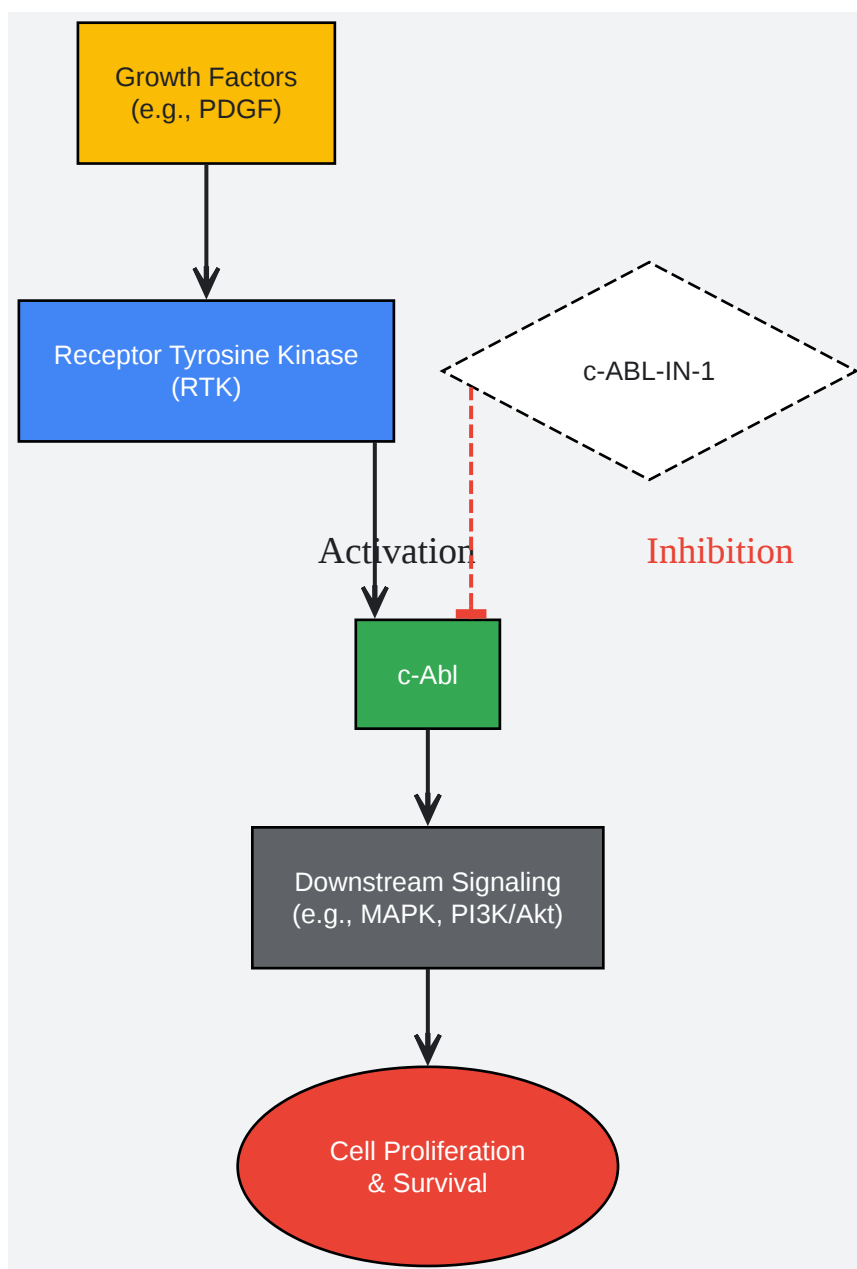 Growth Factors
(e.g., PDGF)
Receptor Tyrosine Kinase
(RTK)
c-ABL-IN-1
Activation
Inhibition
c-Abl
Downstream Signaling
(e.g., MAPK, PI3K/Akt)
Cell Proliferation
& Survival